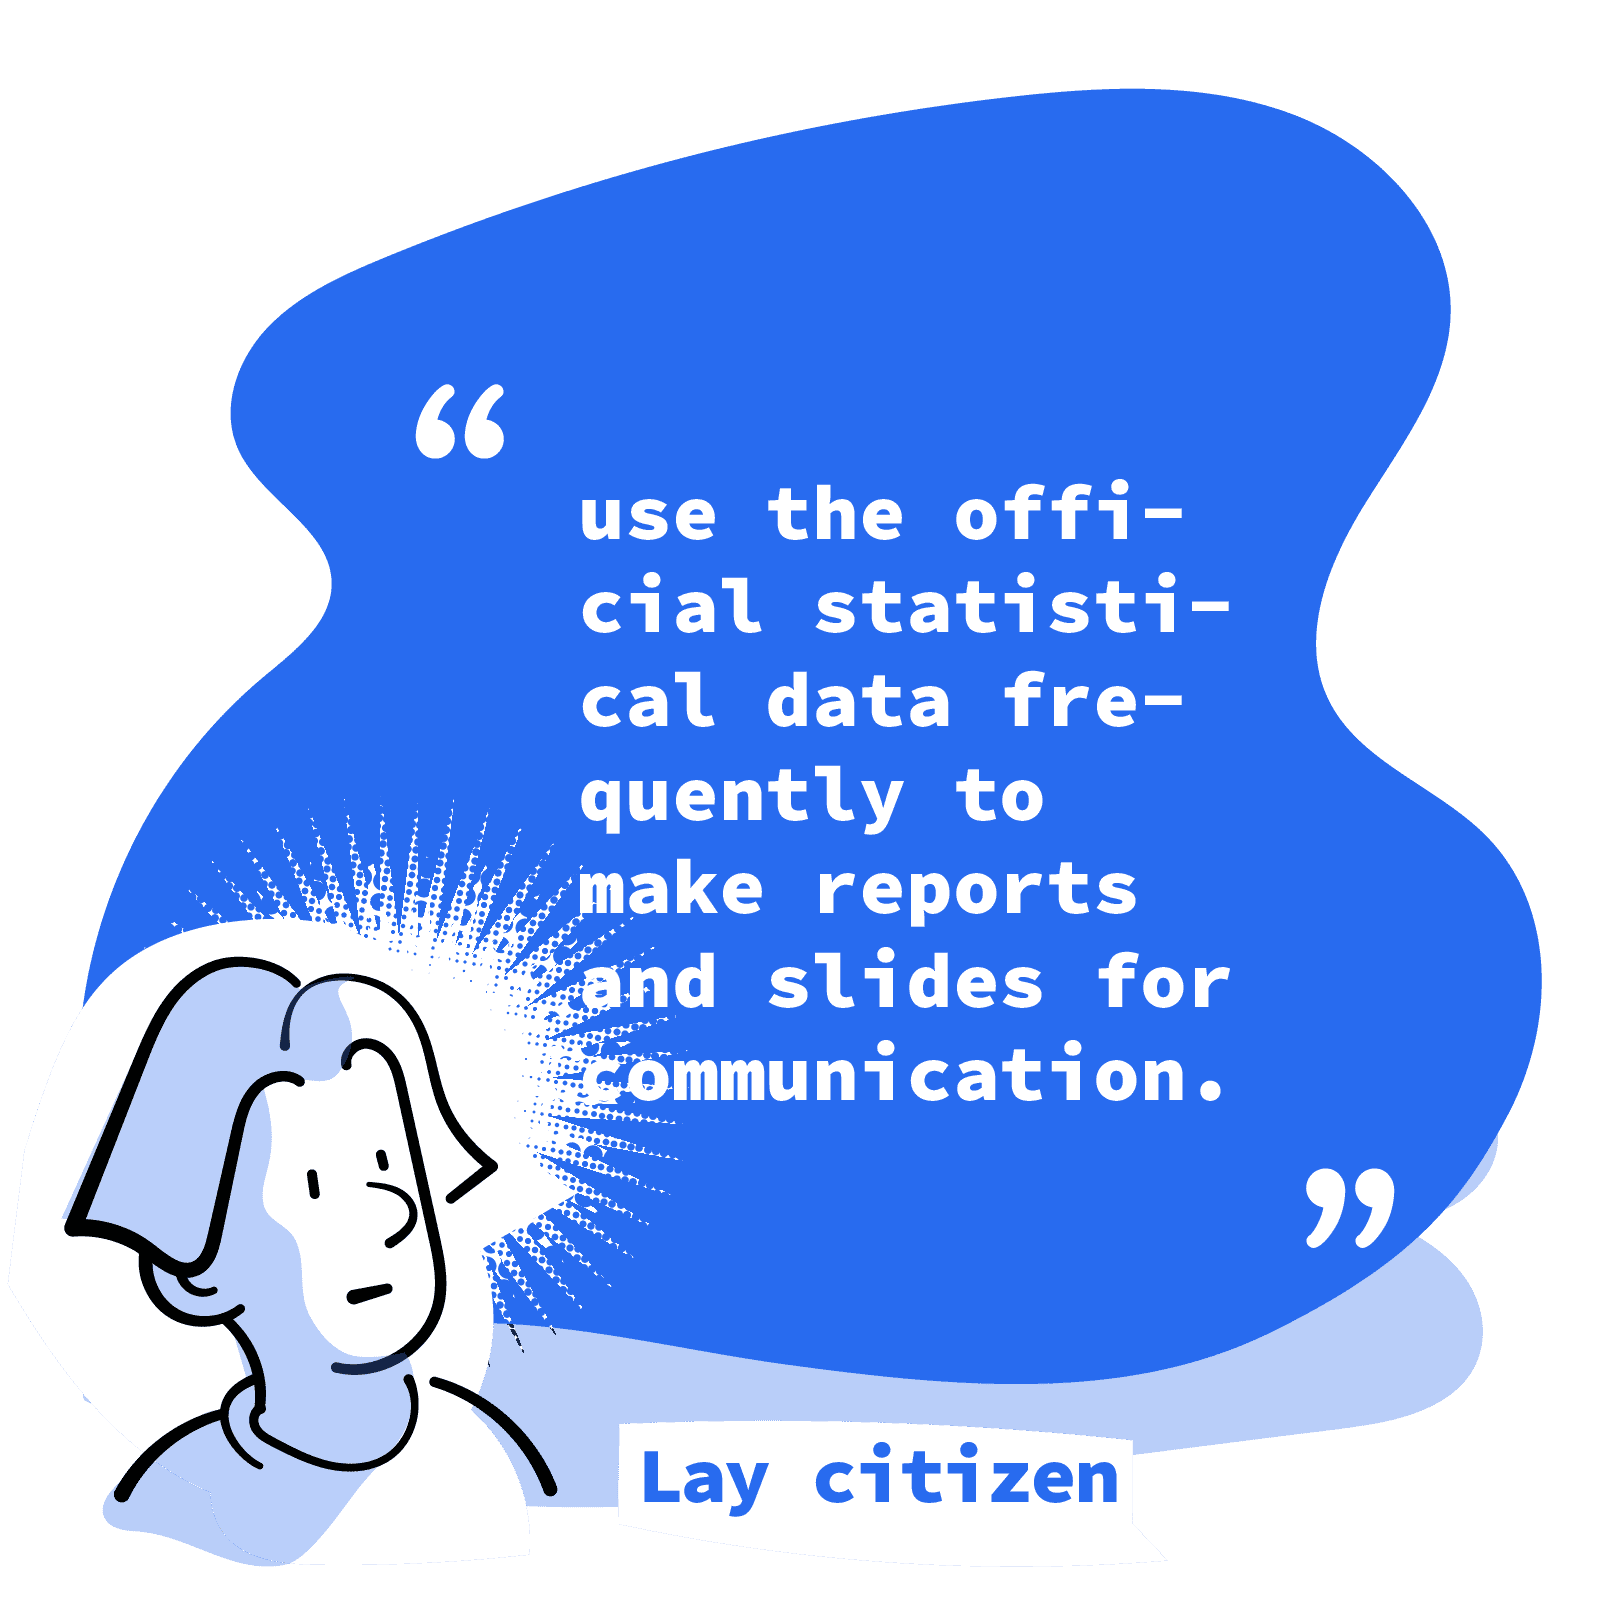 “
use the offi-
cial statisti-
cal data fre-
quently to
make reports
and slides for
communication.
”
Lay citizen